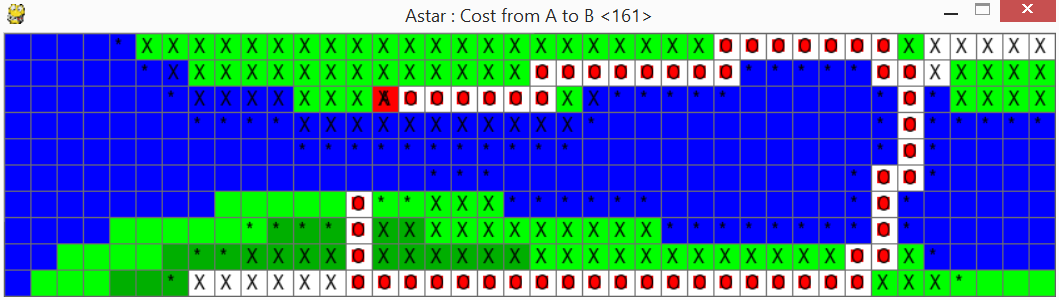 Astar : Cost from A to B <161>
* X X X X X X X X X X X X X X X X X X X X X X X X X X X X
* X X X X X X X X X X X X X X * * * * * X X X X X
* X X X X X X X X X * * * * * * * X X X X
* * * * X X X X X X X X X X X * * * * * * *
* * * * * * * * * * * * *
* * * * *
* * X X X * * * * * * * *
* * * * X X X X X X X X X X X * * * * * * * * *
* * X X X X X X X X X X X X X X X X X X X X X X X *
* X X X X X X X X X *